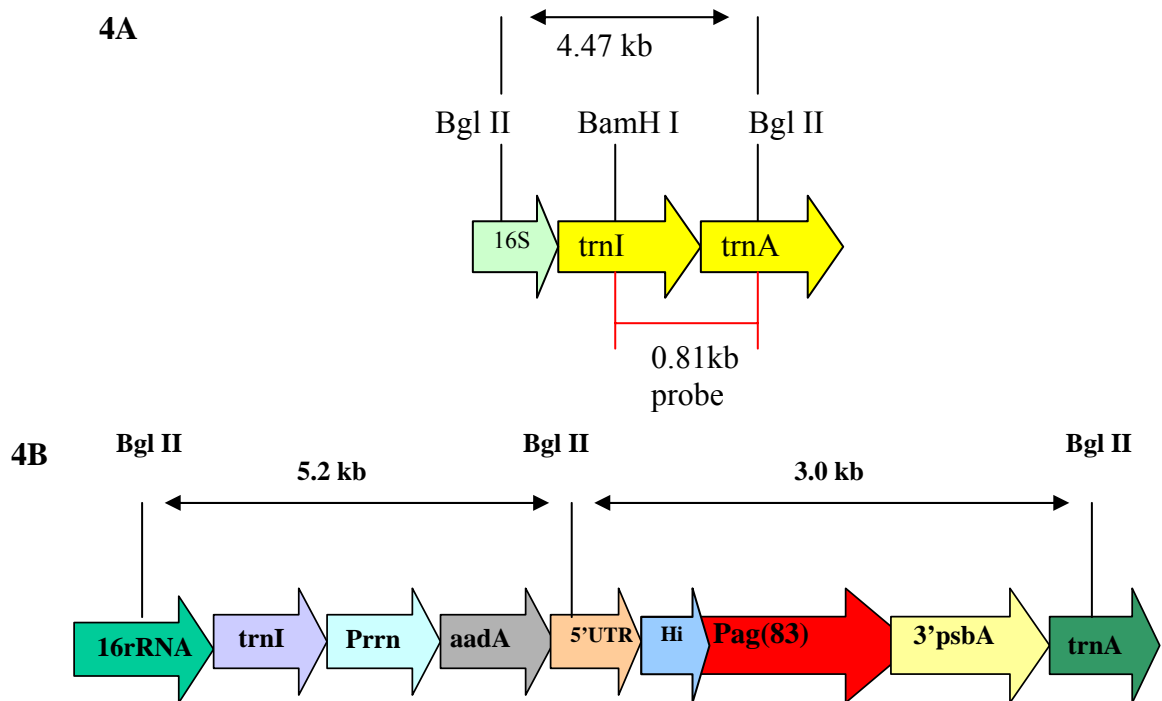 4A
4.47 kb
Bgl II BamH I Bgl II
16S trnI trnA
0.81kb
probe
4B
Bgl II Bgl II Bgl II
5.2 kb 3.0 kb
16rRNA trnI Prrn aadA 5'UTR Hi Pag(83) 3'psbA trnA